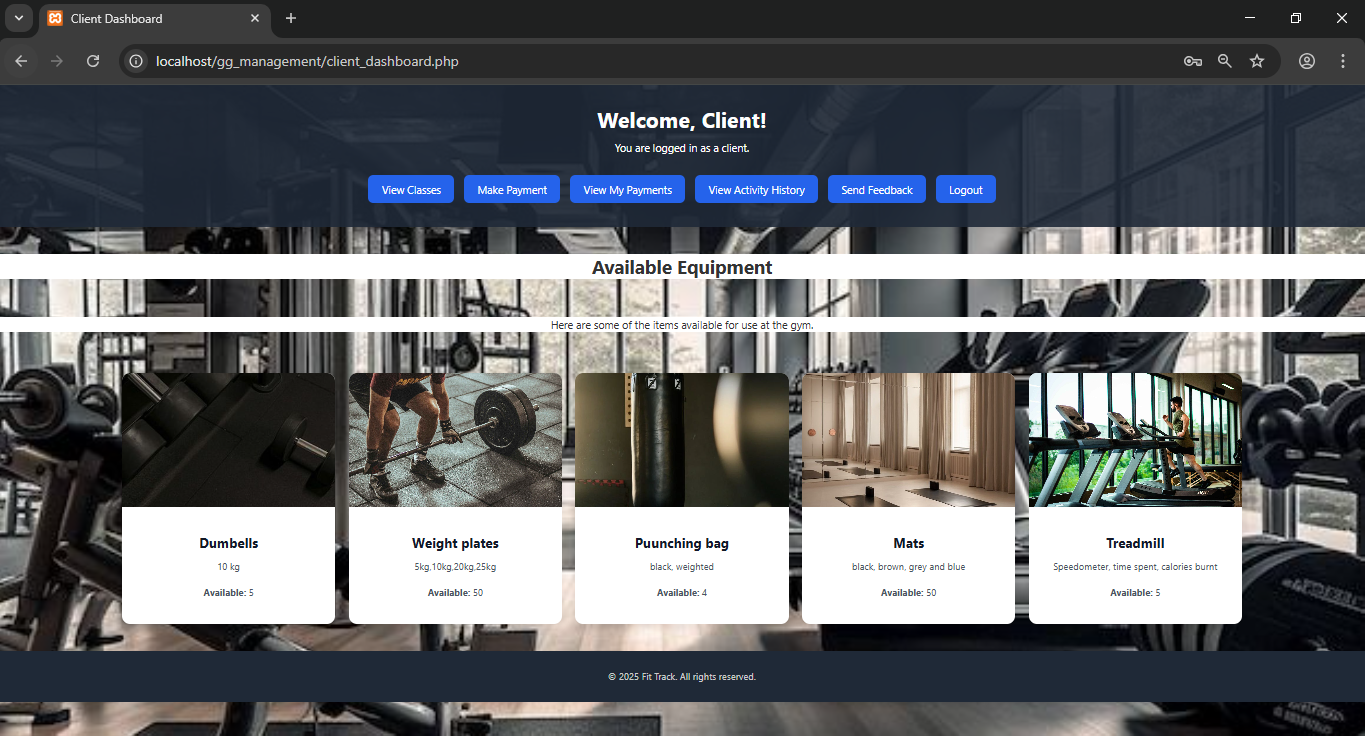 Client Dashboard
localhost/gg_management/client_dashboard.php
Welcome, Client!
You are logged in as a client.
View Classes Make Payment View My Payments View Activity History Send Feedback Logout
Available Equipment
Here are some of the items available for use at the gym.
Dumbells
10 kg
Available: 5
Weight plates
5kg,10kg,20kg,25kg
Available: 50
Puunching bag
black, weighted
Available: 4
Mats
black, brown, grey and blue
Available: 50
Treadmill
Speedometer, time spent, calories burnt
Available: 5
© 2025 Fit Track. All rights reserved.